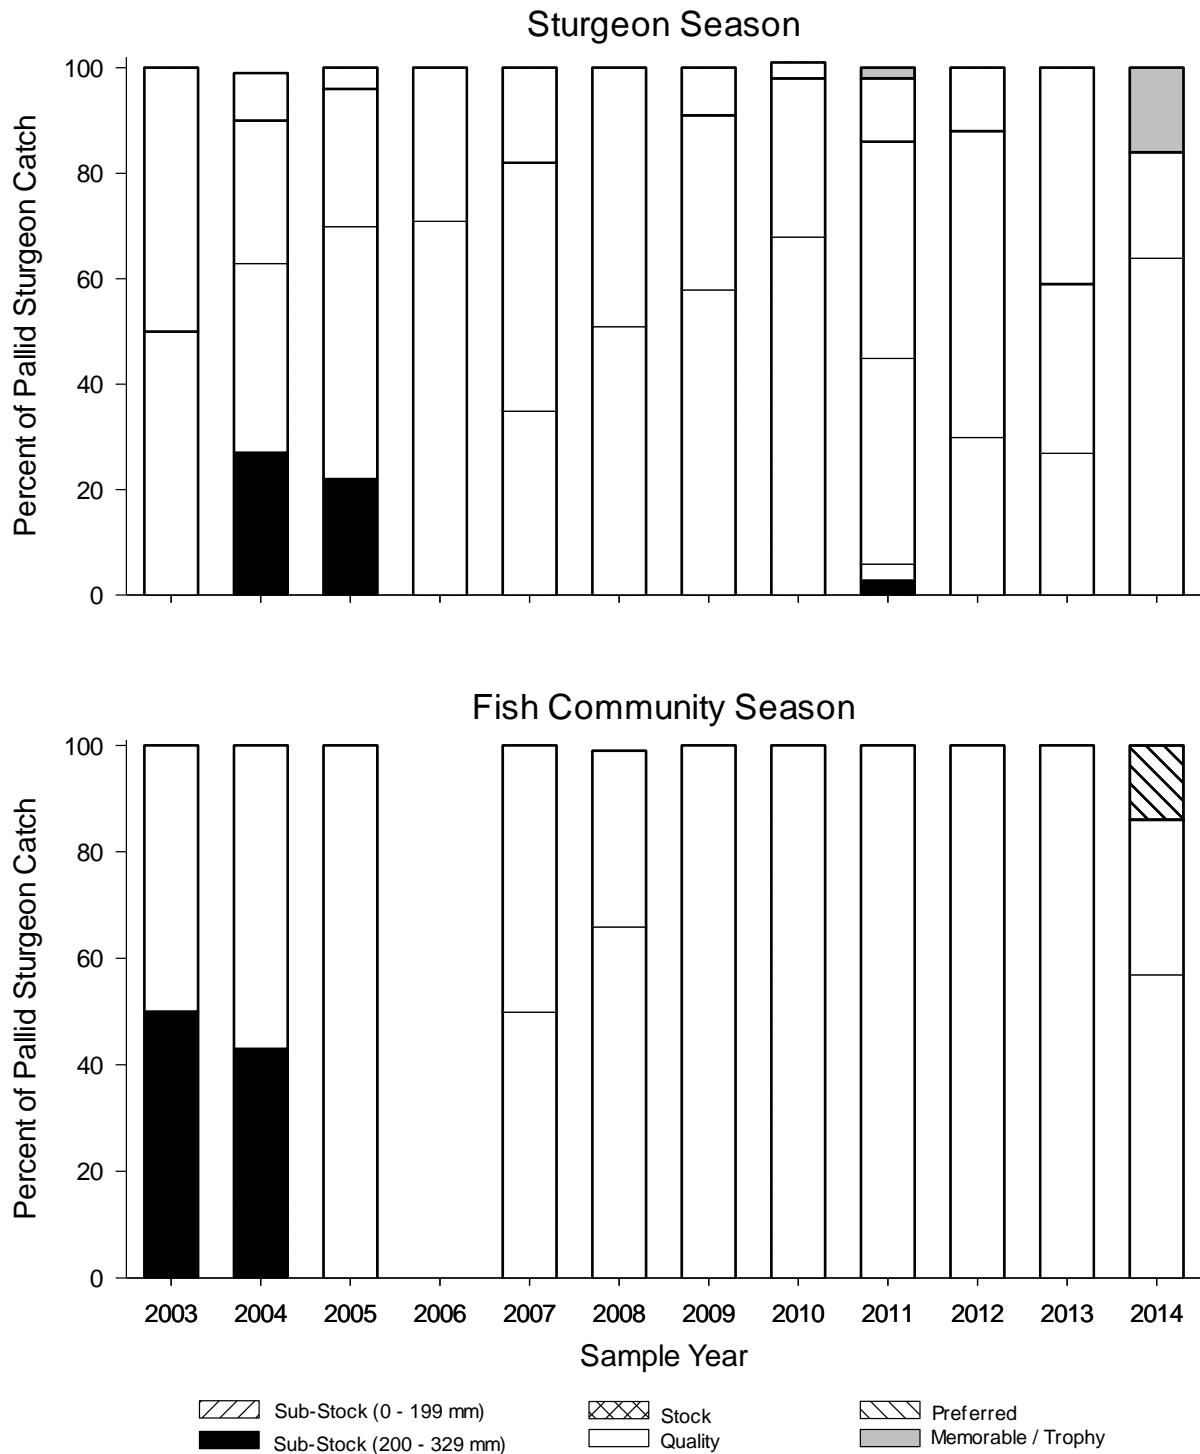 Sturgeon Season
Percent of Pallid Sturgeon Catch
100
80
60
40
20
0
Fish Community Season
Percent of Pallid Sturgeon Catch
100
80
60
40
20
0
2003 2004 2005 2006 2007 2008 2009 2010 2011 2012 2013 2014
Sample Year
Sub-Stock (0 - 199 mm) Stock Preferred
Sub-Stock (200 - 329 mm) Quality Memorable / Trophy